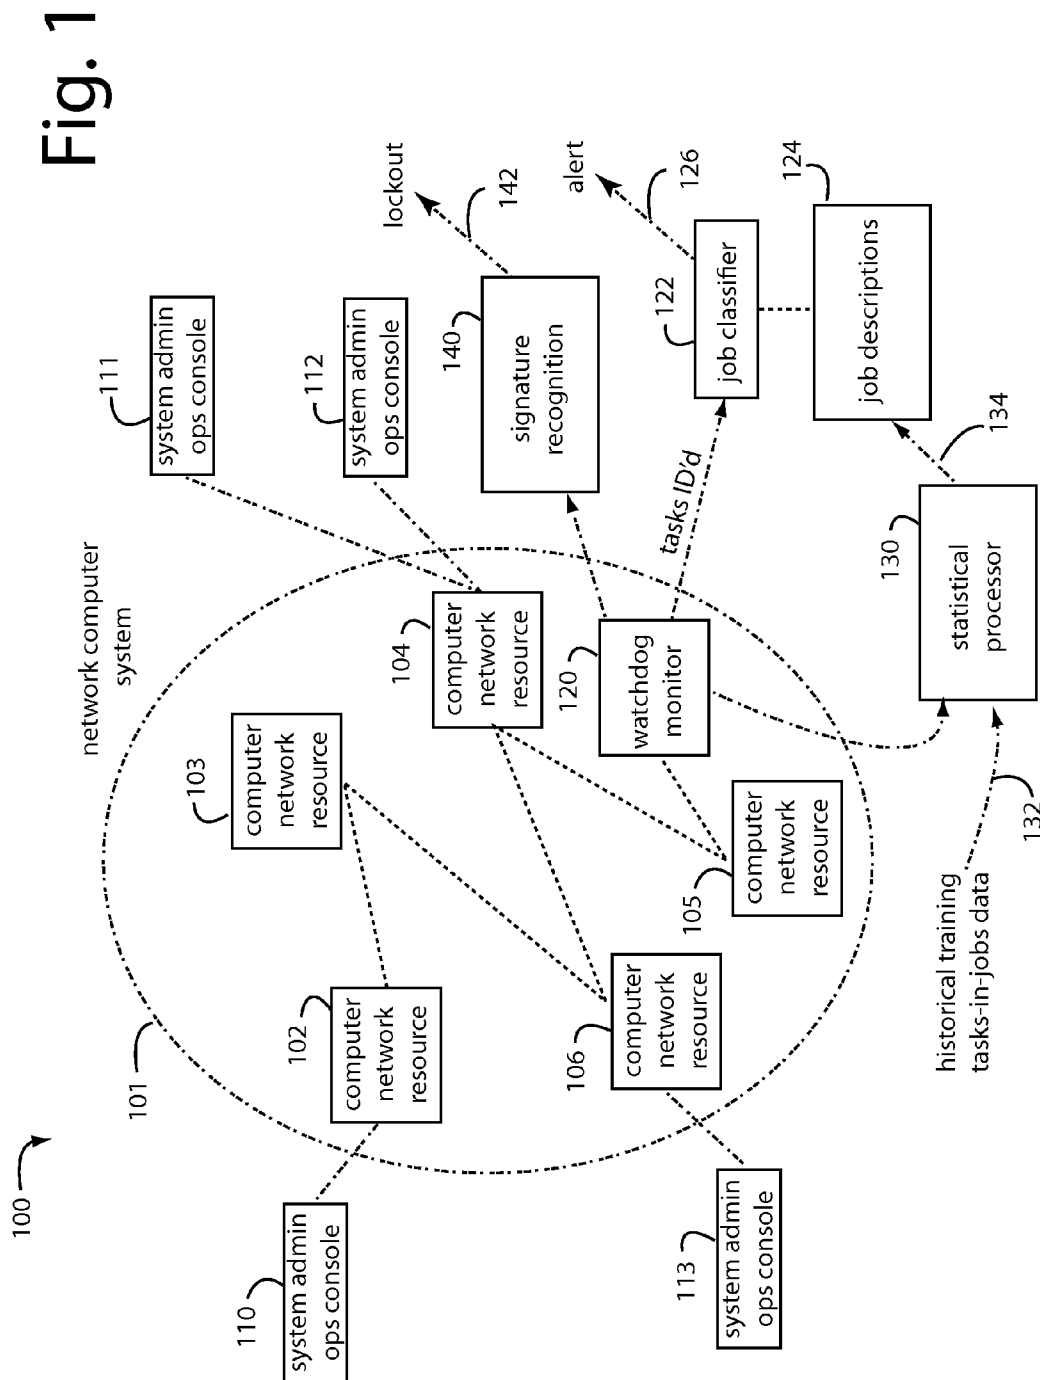 Fig. 1
100
101
network computer
system
110
system admin
ops console
111
system admin
ops console
112
system admin
ops console
113
system admin
ops console
102
computer
network
resource
103
computer
network
resource
104
computer
network
resource
105
computer
network
resource
106
computer
network
resource
120
watchdog
monitor
140
signature
recognition
142
lockout
tasks ID'd
122
job classifier
126
alert
124
job descriptions
134
130
statistical
processor
132
historical training
tasks-in-jobs data